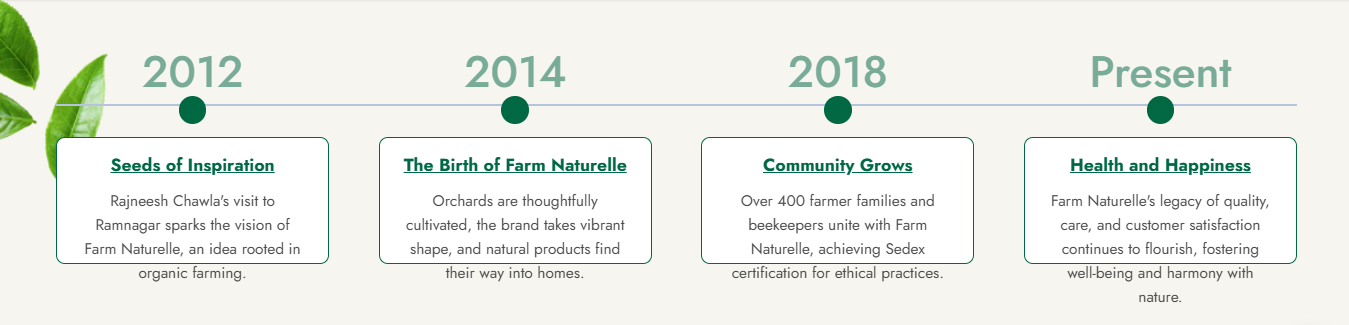 2012
Seeds of Inspiration
Rajneesh Chawla's visit to
Ramnagar sparks the vision of
Farm Naturelle, an idea rooted in
organic farming.
2014
The Birth of Farm Naturelle
Orchards are thoughtfully
cultivated, the brand takes vibrant
shape, and natural products find
their way into homes.
2018
Community Grows
Over 400 farmer families and
beekeepers unite with Farm
Naturelle, achieving Sedex
certification for ethical practices.
Present
Health and Happiness
Farm Naturelle's legacy of quality,
care, and customer satisfaction
continues to flourish, fostering
well-being and harmony with
nature.